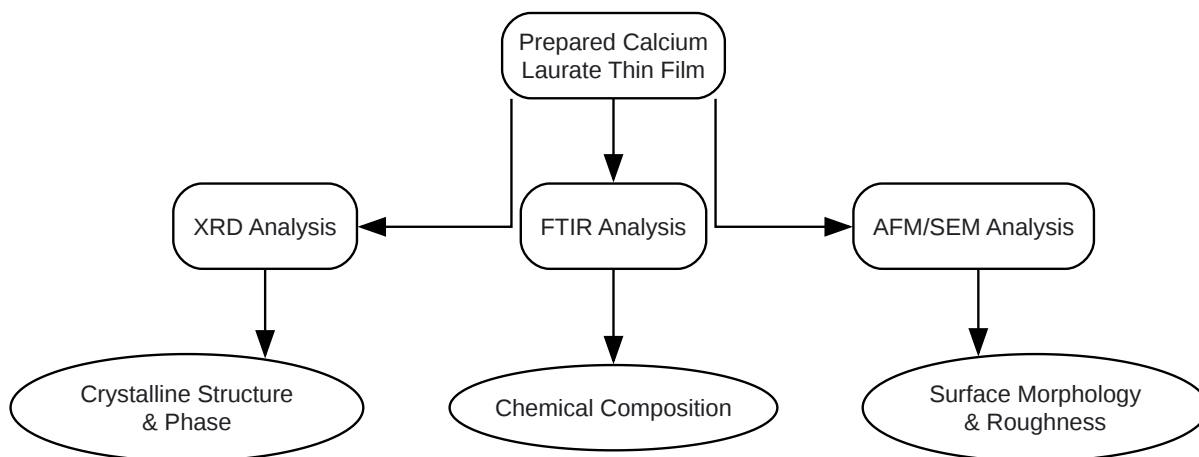 Prepared Calcium
Laurate Thin Film
XRD Analysis
FTIR Analysis
AFM/SEM Analysis
Crystalline Structure
& Phase
Chemical Composition
Surface Morphology
& Roughness